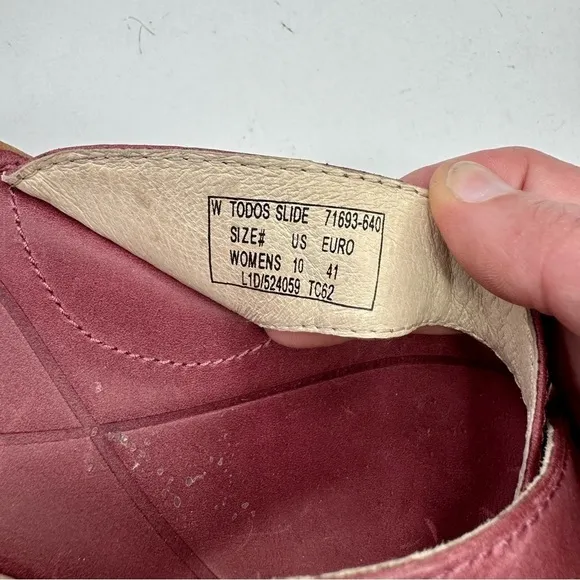 W TODOS SLIDE 71693-640
SIZE# US EURO
WOMENS 10 41
L1D/524059 TC62